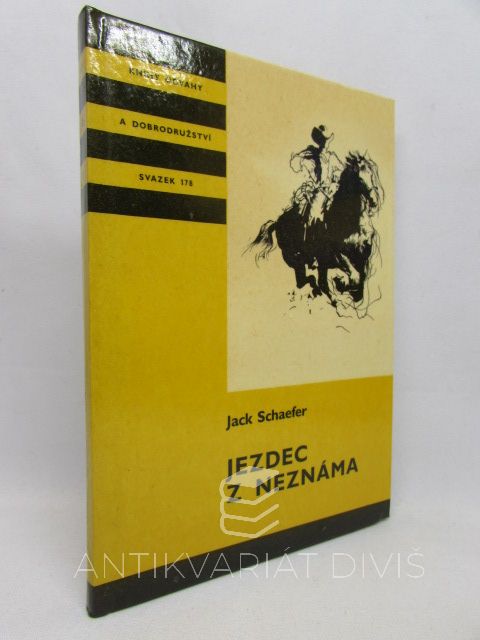 KNIHY ODVAHY
A DOBRODRUŽSTVÍ
SVAZEK 178
Jack Schaefer
JEZDEC
Z NEZNÁMA
ANTIKVARIÁT DIVIŠ